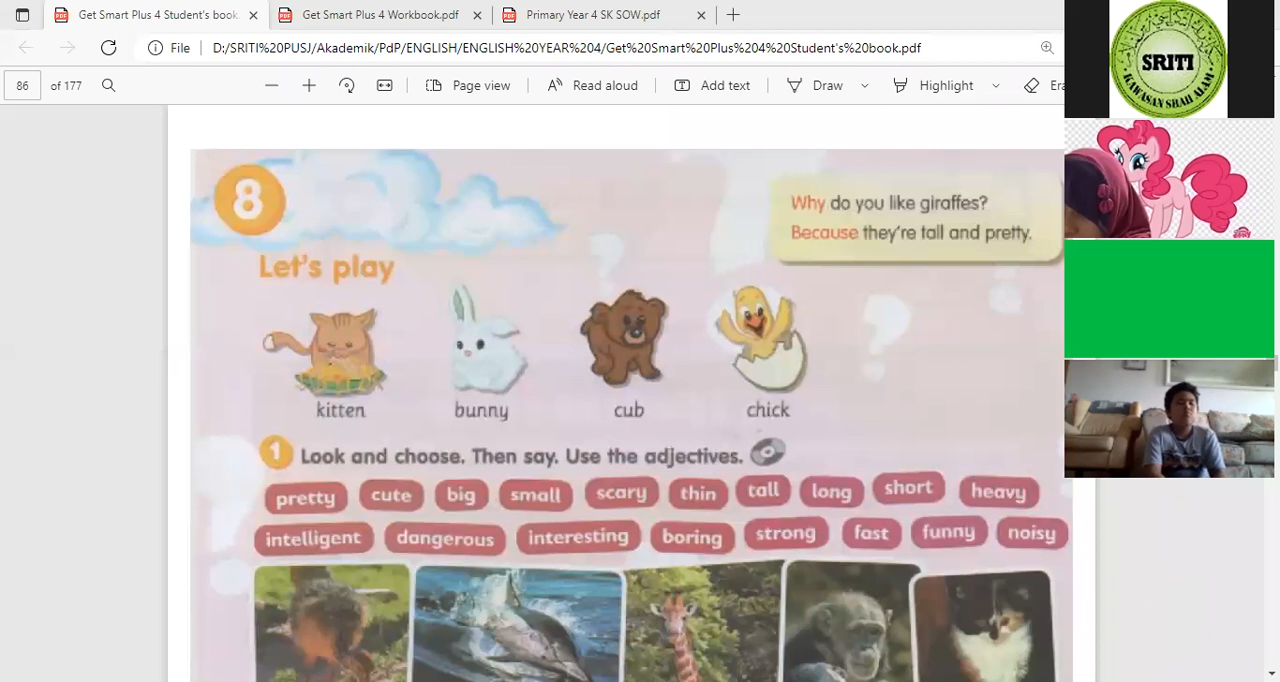 Get Smart Plus 4 Student's book
Get Smart Plus 4 Workbook.pdf
Primary Year 4 SK SOW.pdf
File
D:/SRITI%20RUSJ/Akademik/PdP/ENGLISH/ENGLISH%20YEAR%204/Get%20Smart%20Plus%204%20Student's%20book.pdf
86 of 177
Page view
Read aloud
Add text
Draw
Highlight
Era
SRITI
KAWASAN SHAH ALAM
8
Why do you like giraffes?
Because they're tall and pretty.
Let's play
kitten bunny cub chick
1 Look and choose. Then say. Use the adjectives.
pretty cute big small scary thin tall long short heavy
intelligent dangerous interesting boring strong fast funny noisy